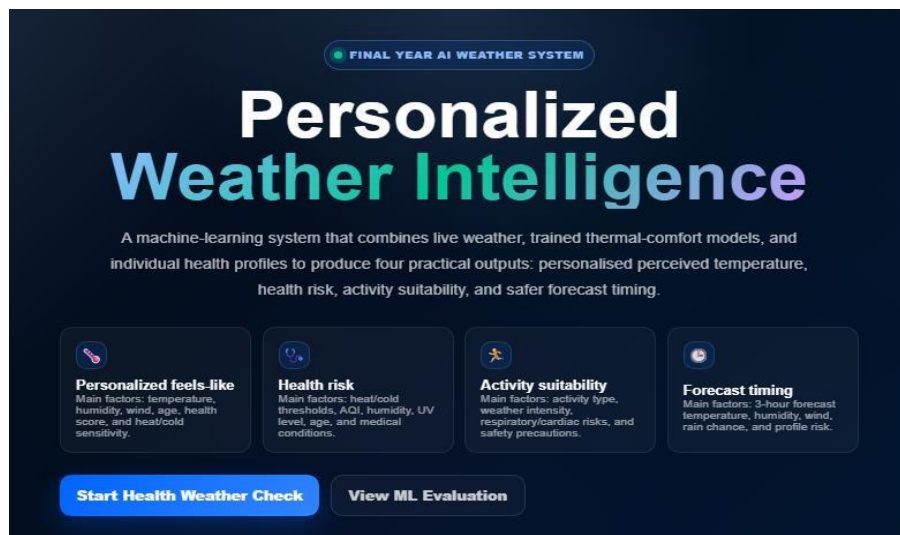 FINAL YEAR AI WEATHER SYSTEM
Personalized
Weather Intelligence
A machine-learning system that combines live weather, trained thermal-comfort models, and
individual health profiles to produce four practical outputs: personalised perceived temperature,
health risk, activity suitability, and safer forecast timing.
Personalized feels-like
Main factors: temperature,
humidity, wind, age, health
score, and heat/cold
sensitivity.
Health risk
Main factors: heat/cold
thresholds, AQI, humidity, UV
level, age, and medical
conditions.
Activity suitability
Main factors: activity type,
weather intensity,
respiratory/cardiac risks, and
safety precautions.
Forecast timing
Main factors: 3-hour forecast
temperature, humidity, wind,
rain chance, and profile risk.
Start Health Weather Check
View ML Evaluation